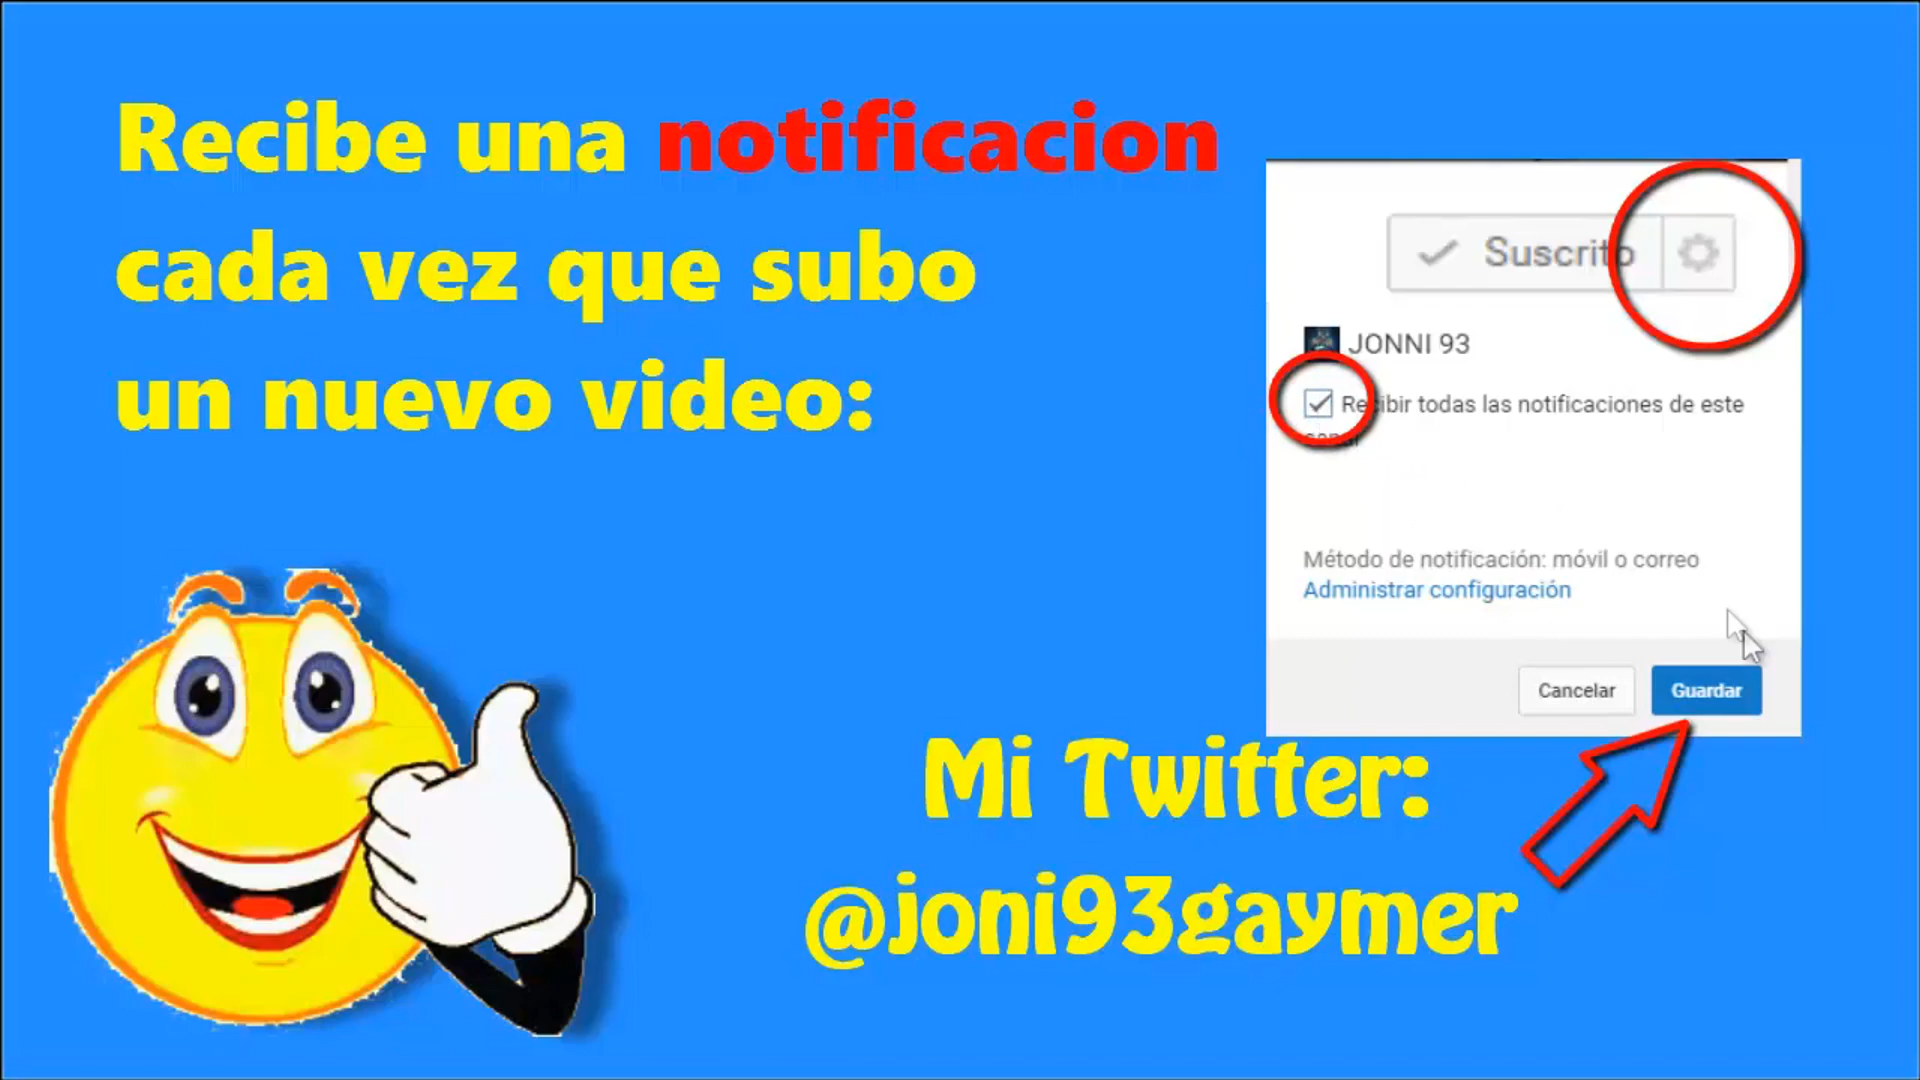 Recibe una notificacion
cada vez que subo
un nuevo video:
Suscrito
JONNI 93
Recibir todas las notificaciones de este
canal
Método de notificación: móvil o correo
Administrar configuración
Cancelar
Guardar
Mi Twitter:
@joni93gaymer